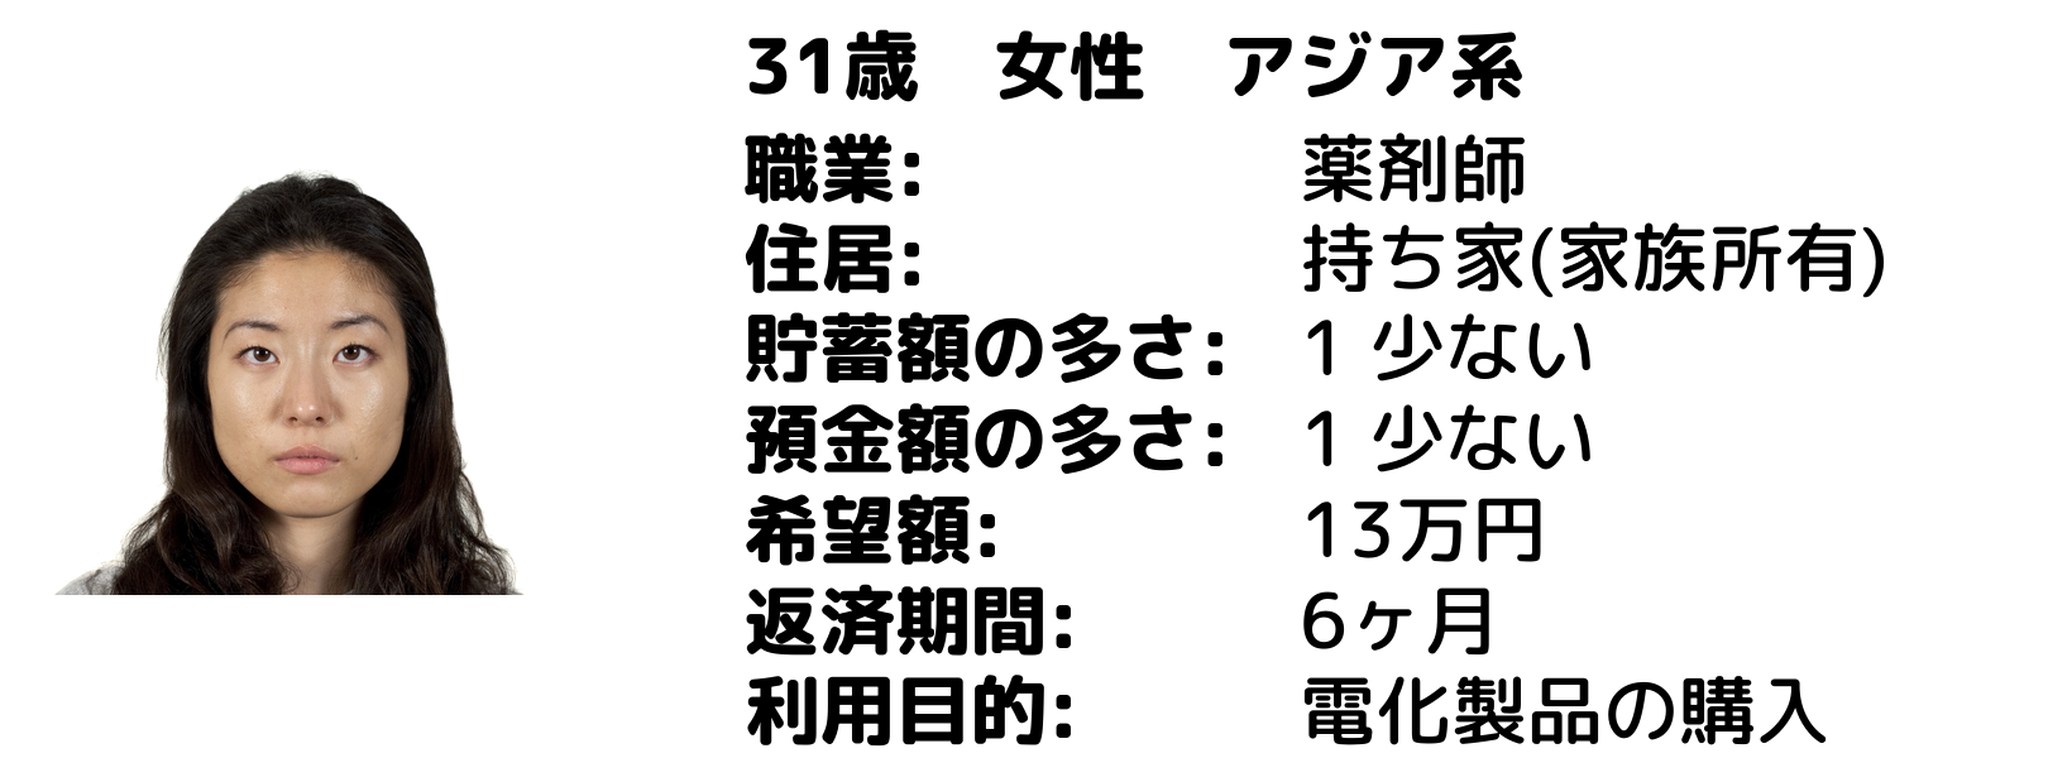 31歳　女性　アジア系
職業: 薬剤師
住居: 持ち家(家族所有)
貯蓄額の多さ: 1 少ない
預金額の多さ: 1 少ない
希望額: 13万円
返済期間: 6ヶ月
利用目的: 電化製品の購入